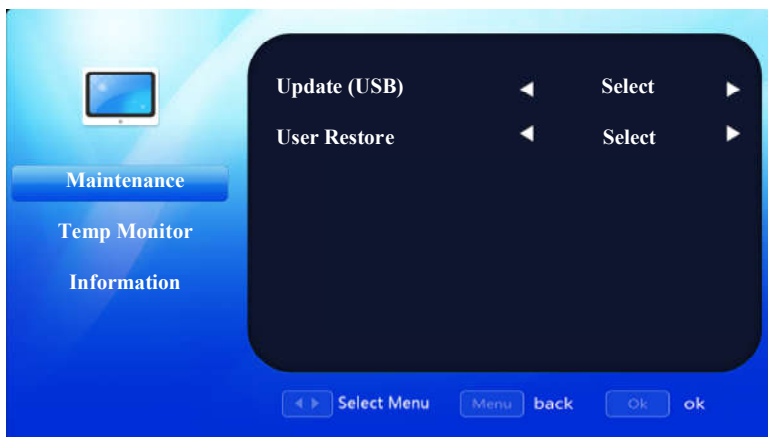 Update (USB) Select
User Restore Select
Maintenance
Temp Monitor
Information
Select Menu Menu back Ok ok